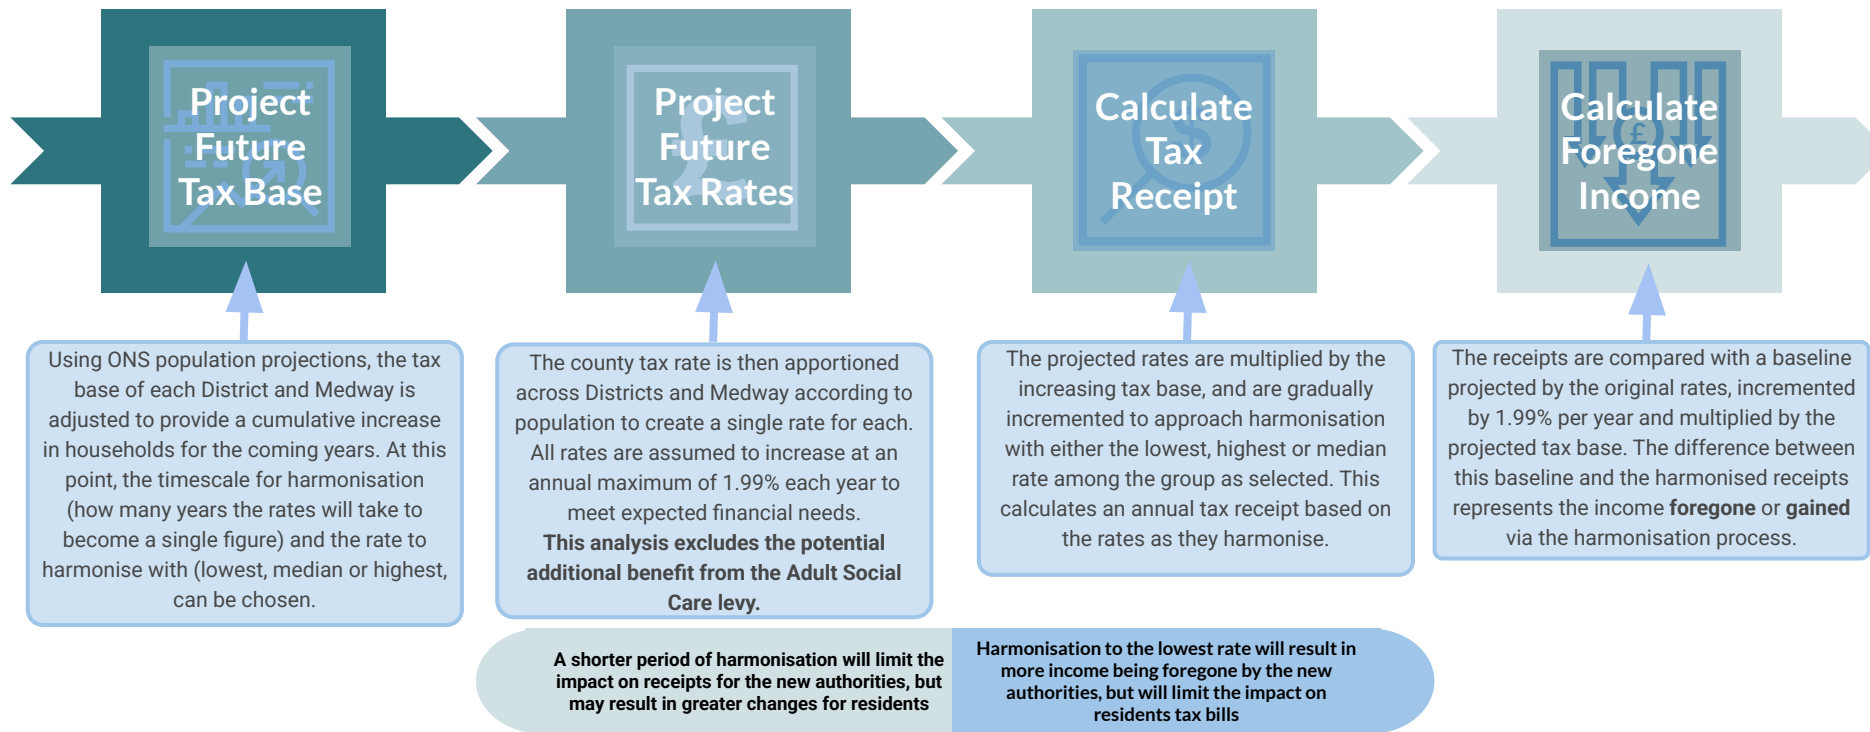 Project
Future
Tax Base
Project
Future
Tax Rates
Calculate
Tax
Receipt
Calculate
Foregone
Income
£
$
£
Using ONS population projections, the tax
base of each District and Medway is
adjusted to provide a cumulative increase
in households for the coming years. At this
point, the timescale for harmonisation
(how many years the rates will take to
become a single figure) and the rate to
harmonise with (lowest, median or highest,
can be chosen.
The county tax rate is then apportioned
across Districts and Medway according to
population to create a single rate for each.
All rates are assumed to increase at an
annual maximum of 1.99% each year to
meet expected financial needs.
This analysis excludes the potential
additional benefit from the Adult Social
Care levy.
The projected rates are multiplied by the
increasing tax base, and are gradually
incremented to approach harmonisation
with either the lowest, highest or median
rate among the group as selected. This
calculates an annual tax receipt based on
the rates as they harmonise.
The receipts are compared with a baseline
projected by the original rates, incremented
by 1.99% per year and multiplied by the
projected tax base. The difference between
this baseline and the harmonised receipts
represents the income foregone or gained
via the harmonisation process.
A shorter period of harmonisation will limit the
impact on receipts for the new authorities, but
may result in greater changes for residents
Harmonisation to the lowest rate will result in
more income being foregone by the new
authorities, but will limit the impact on
residents tax bills